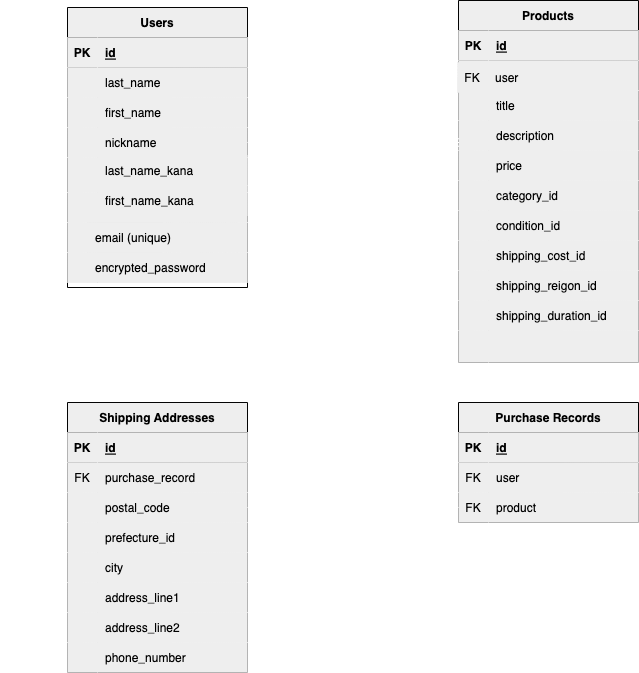 Users
PK id
last_name
first_name
nickname
last_name_kana
first_name_kana
email (unique)
encrypted_password
Products
PK id
FK user
title
description
price
category_id
condition_id
shipping_cost_id
shipping_reigon_id
shipping_duration_id
Shipping Addresses
PK id
FK purchase_record
postal_code
prefecture_id
city
address_line1
address_line2
phone_number
Purchase Records
PK id
FK user
FK product